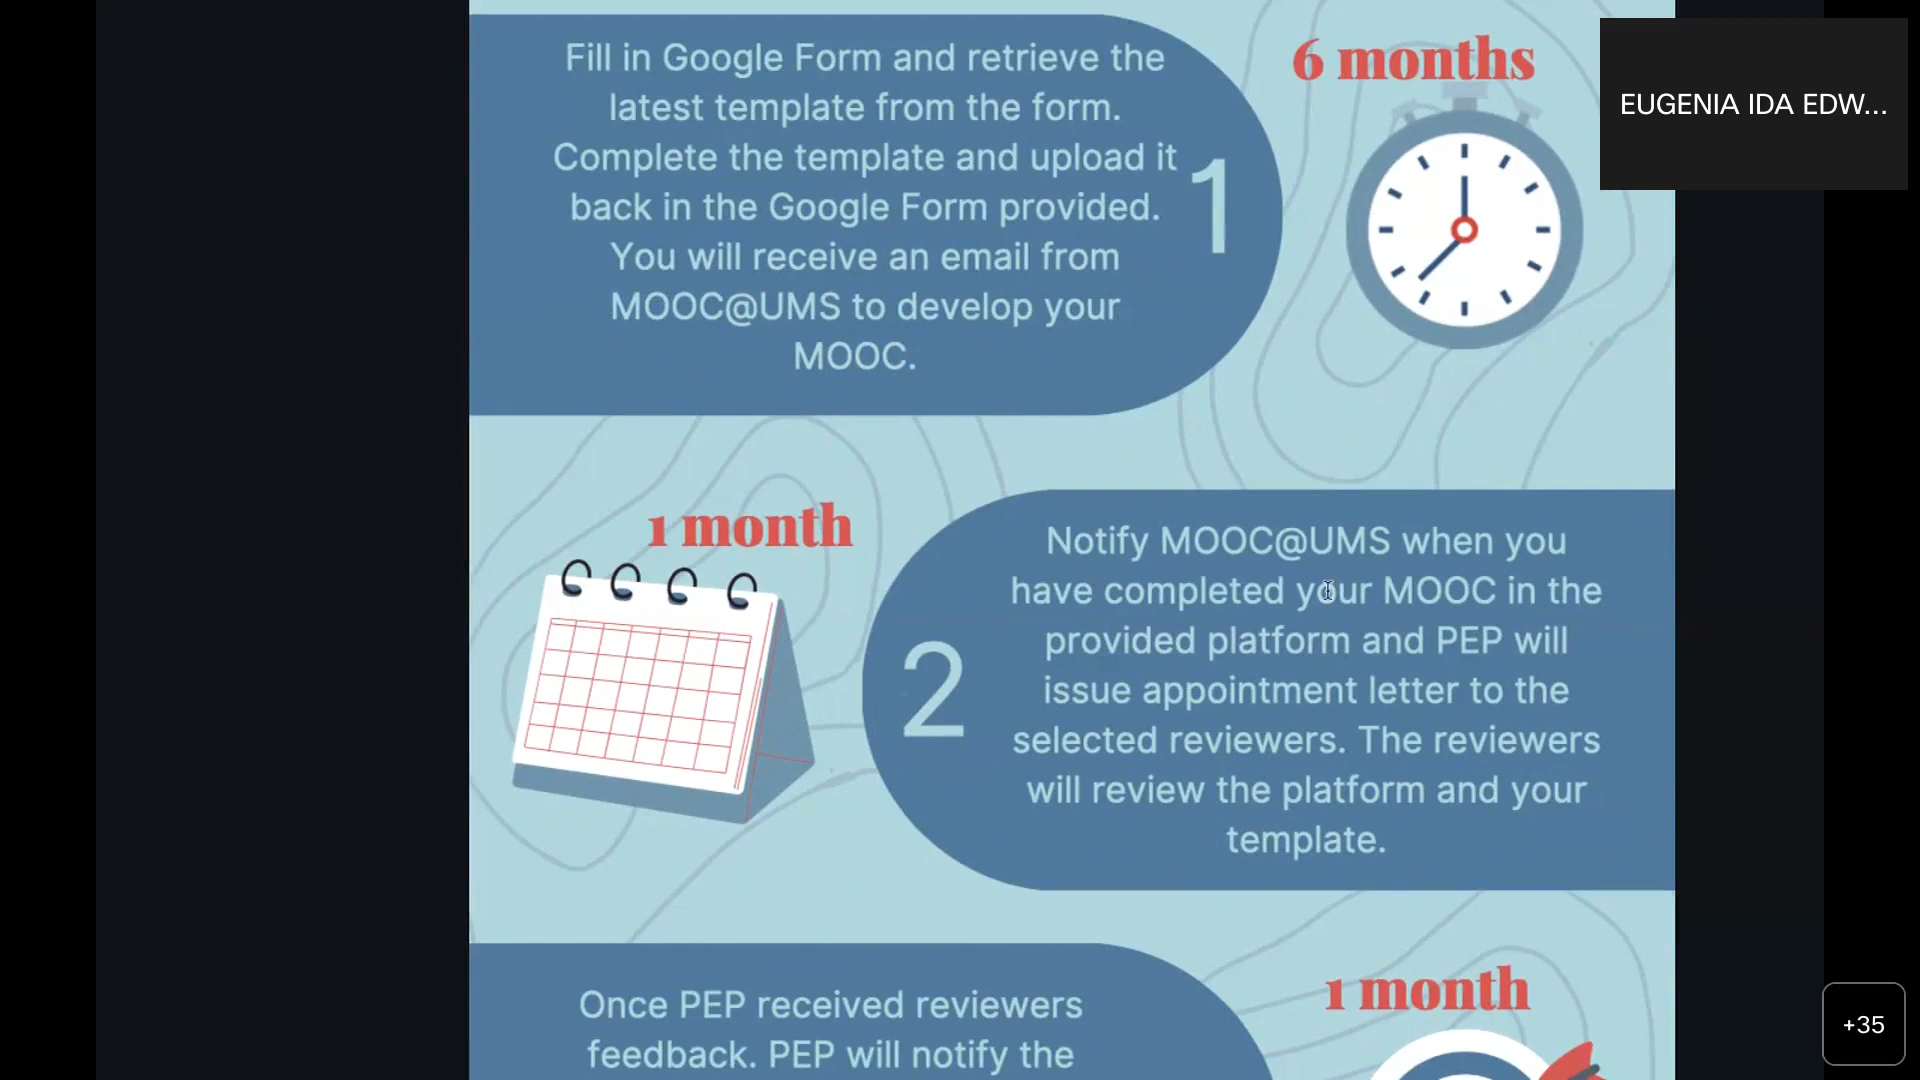 Fill in Google Form and retrieve the
latest template from the form.
Complete the template and upload it
back in the Google Form provided.
You will receive an email from
MOOC@UMS to develop your
MOOC.
1
6 months
EUGENIA IDA EDW...
1 month
2
Notify MOOC@UMS when you
have completed your MOOC in the
provided platform and PEP will
issue appointment letter to the
selected reviewers. The reviewers
will review the platform and your
template.
Once PEP received reviewers
feedback. PEP will notify the
1 month
+35